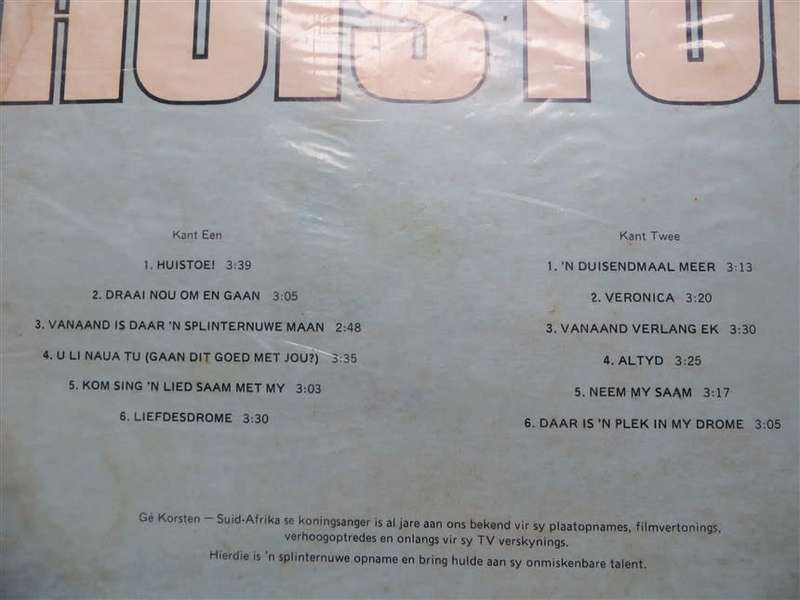 HUISTO
Kant Een
1. HUISTOE! 3:39
2. DRAAI NOU OM EN GAAN 3:05
3. VANAAND IS DAAR 'N SPLINTERNUWE MAAN 2:48
4. U LI NAUA TU (GAAN DIT GOED MET JOU?) 3:35
5. KOM SING 'N LIED SAAM MET MY 3:03
6. LIEFDESDROME 3:30
Kant Twee
1. 'N DUISENDMAAL MEER 3:13
2. VERONICA 3:20
3. VANAAND VERLANG EK 3:30
4. ALTYD 3:25
5. NEEM MY SAAM 3:17
6. DAAR IS 'N PLEK IN MY DROME 3:05
Gé Korsten — Suid-Afrika se koningsanger is al jare aan ons bekend vir sy plaatopnames, filmvertonings,
verhoogoptredes en onlangs vir sy TV verskynings.
Hierdie is 'n splinternuwe opname en bring hulde aan sy onmiskenbare talent.